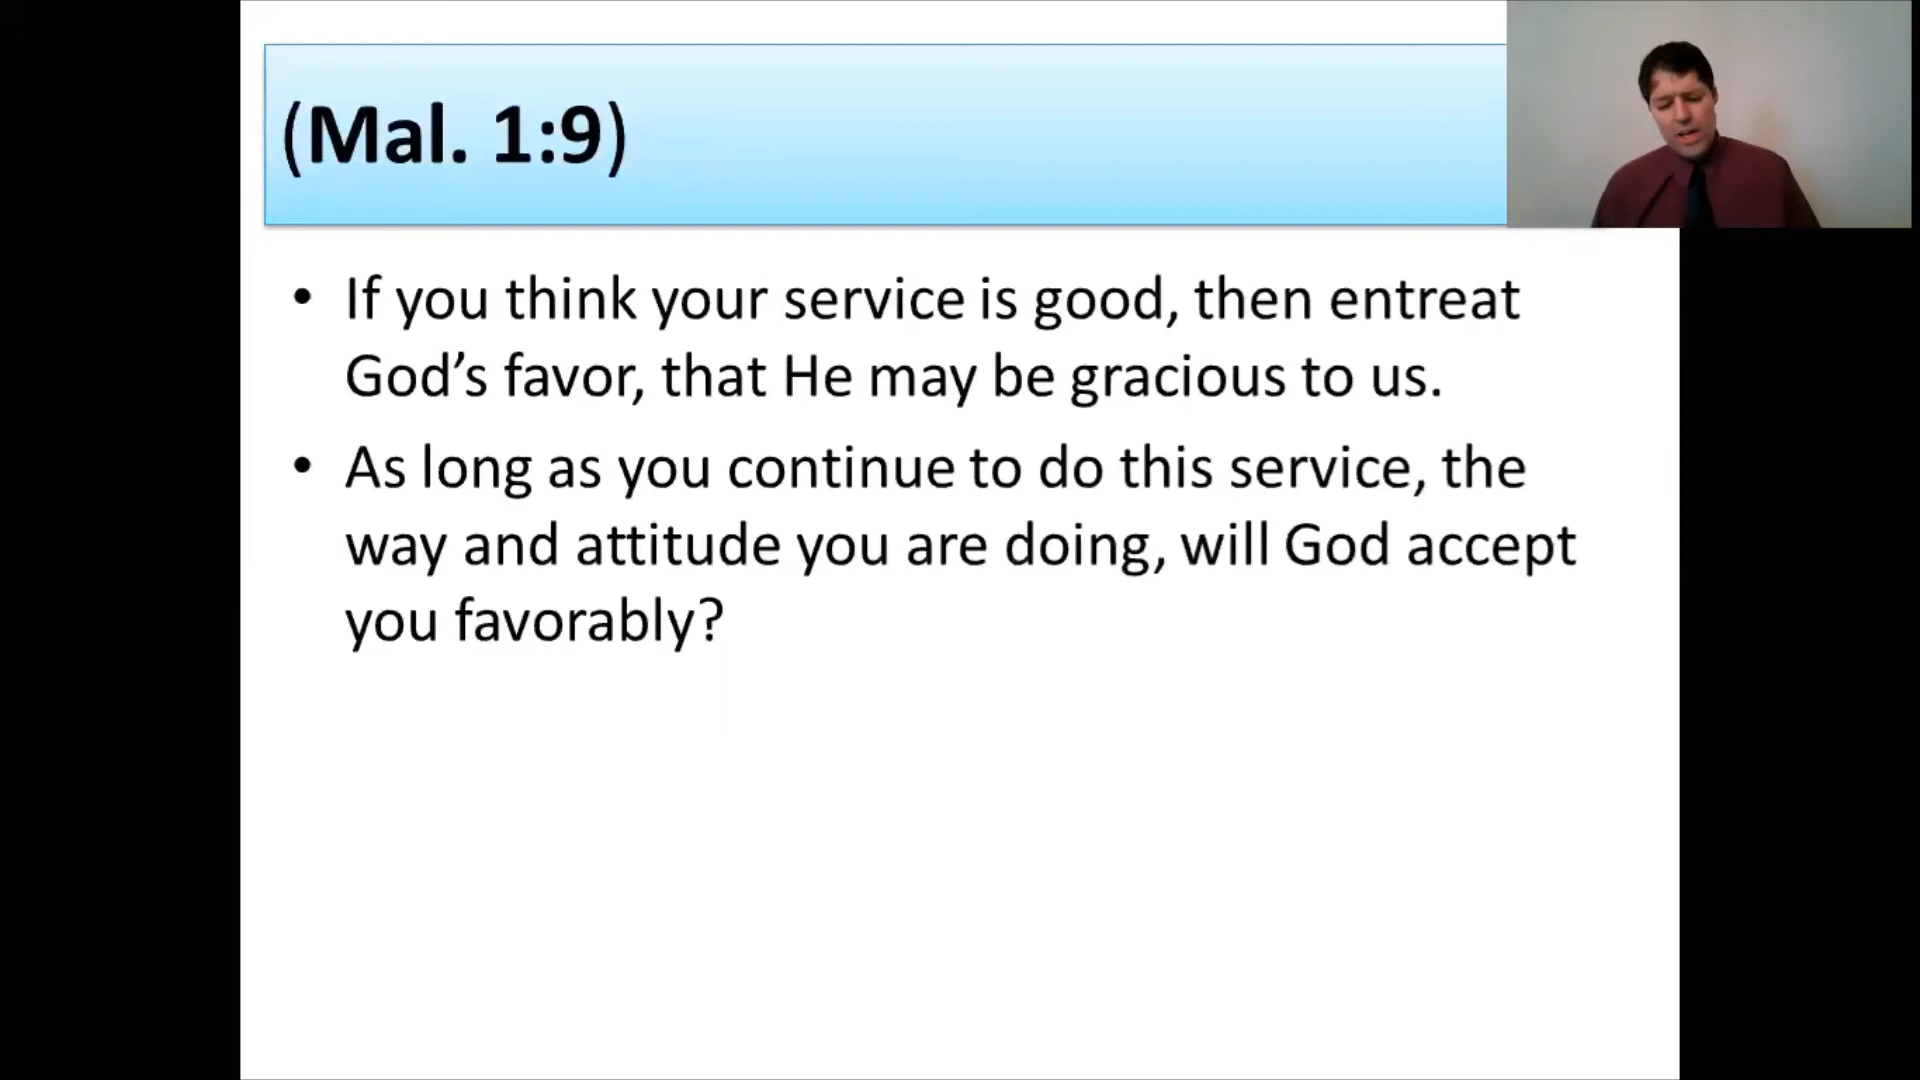 (Mal. 1:9)
• If you think your service is good, then entreat
God’s favor, that He may be gracious to us.
• As long as you continue to do this service, the
way and attitude you are doing, will God accept
you favorably?